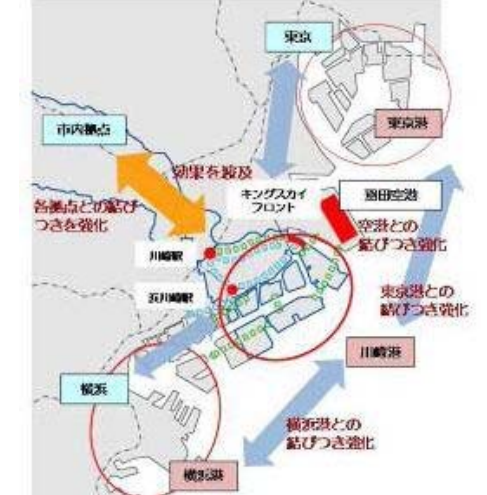 東京
東京港
市内拠点
効果を波及
キングスカイ
フロント
羽田空港
各拠点との結び
つきを強化
空港との
結びつき強化
川崎駅
浜川崎駅
東京港との
結びつき強化
川崎港
横浜
横浜港との
結びつき強化
横浜港